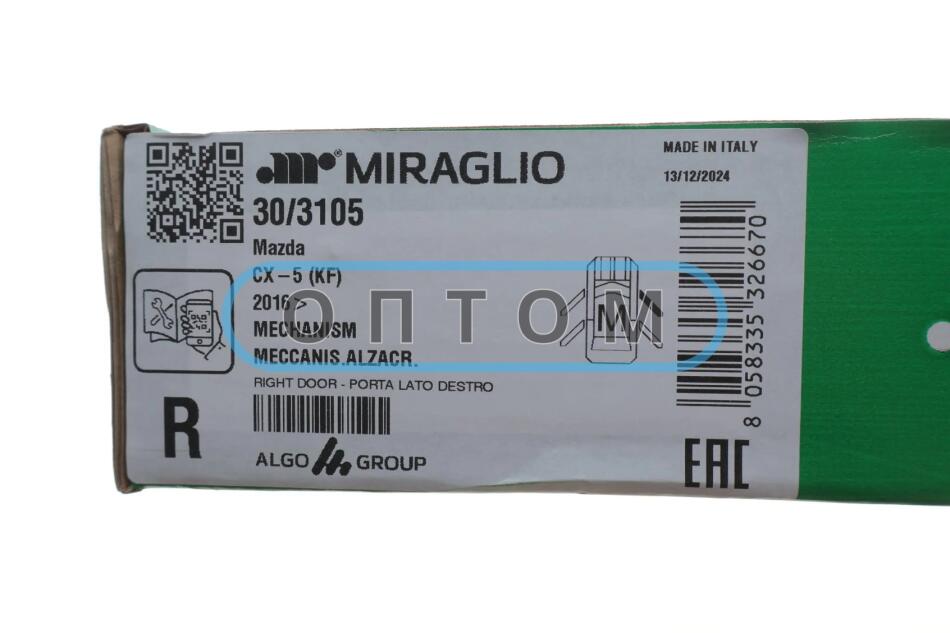 MIRAGLIO
30/3105
Mazda
CX-5 (KF)
2016>
MECHANISM
MECCANIS.ALZACR.
RIGHT DOOR - PORTA LATO DESTRO
ALGO GROUP
R
MADE IN ITALY
13/12/2024
M
8 058335 326670
EAC
ОПТОМ